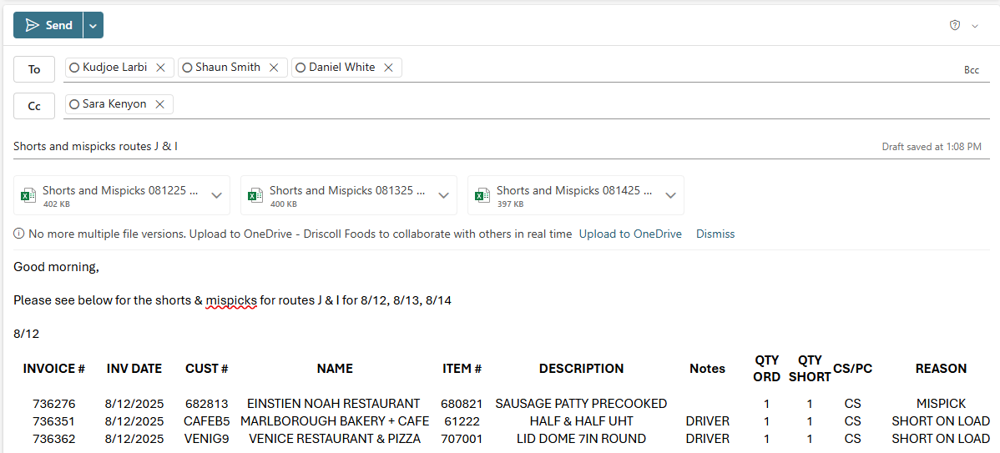 Send
To Kudjoe Larbi Shaun Smith Daniel White Bcc
Cc Sara Kenyon
Shorts and mispicks routes J & I Draft saved at 1:08 PM
Shorts and Mispicks 081225 ... Shorts and Mispicks 081325 ... Shorts and Mispicks 081425 ...
402 KB 400 KB 397 KB
No more multiple file versions. Upload to OneDrive - Driscoll Foods to collaborate with others in real time Upload to OneDrive Dismiss
Good morning,
Please see below for the shorts & mispicks for routes J & I for 8/12, 8/13, 8/14
8/12
INVOICE # INV DATE CUST # NAME ITEM # DESCRIPTION Notes QTY ORD QTY SHORT CS/PC REASON
736276 8/12/2025 682813 EINSTIEN NOAH RESTAURANT 680821 SAUSAGE PATTY PRECOOKED 1 1 CS MISPICK
736351 8/12/2025 CAFEB5 MARLBOROUGH BAKERY + CAFE 61222 HALF & HALF UHT DRIVER 1 1 CS SHORT ON LOAD
736362 8/12/2025 VENIG9 VENICE RESTAURANT & PIZZA 707001 LID DOME 7IN ROUND DRIVER 1 1 CS SHORT ON LOAD